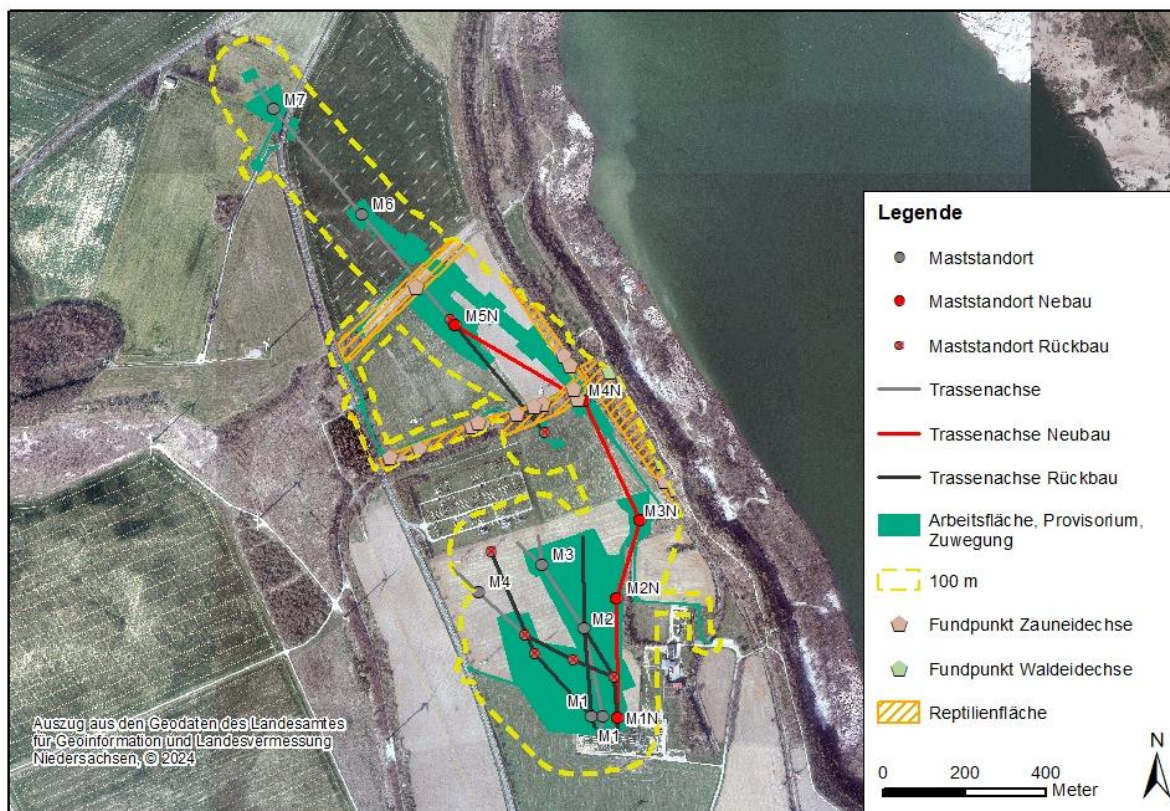 M7
M6
M5N
M4N
M3N
M3
M4
M2N
M2
M1
M1N
M1
Auszug aus den Geodaten des Landesamtes
für Geoinformation und Landesvermessung
Niedersachsen, © 2024
Legende
Maststandort
Maststandort Nebau
Maststandort Rückbau
Trassenachse
Trassenachse Neubau
Trassenachse Rückbau
Arbeitsfläche, Provisorium,
Zuwegung
100 m
Fundpunkt Zauneidechse
Fundpunkt Waldeidechse
Reptilienfläche
N
0 200 400
Meter